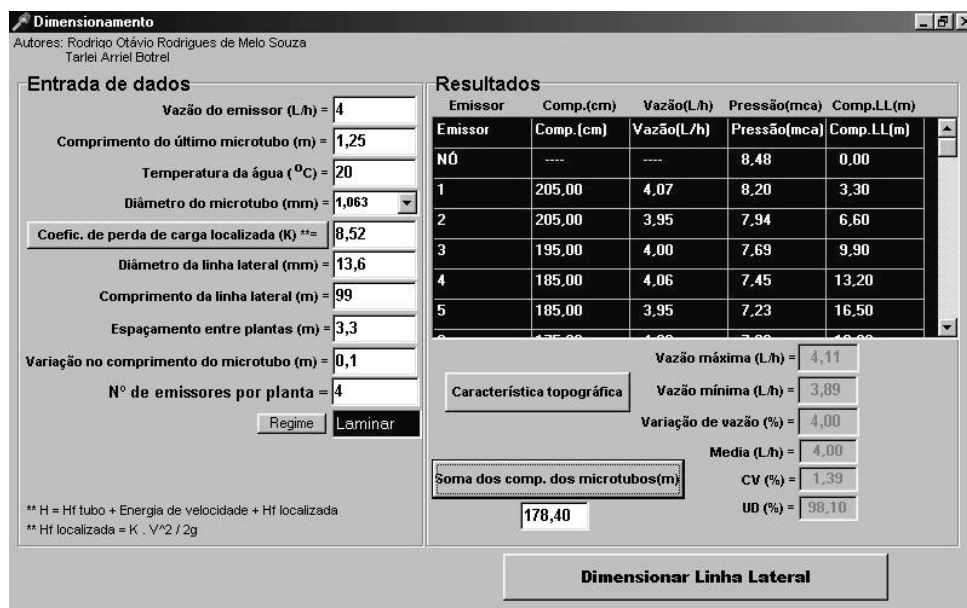 Dimensionamento
Autores: Rodrigo Otávio Rodrigues de Melo Souza
Tarlei Arriel Botrel
Entrada de dados
Vazão do emissor (L/h) = 4
Comprimento do último microtubo (m) = 1,25
Temperatura da água (ºC) = 20
Diâmetro do microtubo (mm) = 1,063
Coefic. de perda de carga localizada (K) **= 8,52
Diâmetro da linha lateral (mm) = 13,6
Comprimento da linha lateral (m) = 99
Espaçamento entre plantas (m) = 3,3
Variação no comprimento do microtubo (m) = 0,1
Nº de emissores por planta = 4
Regime Laminar
** H = Hf tubo + Energia de velocidade + Hf localizada
** Hf localizada = K . V^2 / 2g
Resultados
Emissor Comp.(cm) Vazão(L/h) Pressão(mca) Comp.LL(m)
Emissor Comp.(cm) Vazão(L/h) Pressão(mca) Comp.LL(m)
NÓ ---- ---- 8,48 0,00
1 205,00 4,07 8,20 3,30
2 205,00 3,95 7,94 6,60
3 195,00 4,00 7,69 9,90
4 185,00 4,06 7,45 13,20
5 185,00 3,95 7,23 16,50
Vazão máxima (L/h) = 4,11
Característica topográfica
Vazão mínima (L/h) = 3,89
Variação de vazão (%) = 4,00
Media (L/h) = 4,00
Soma dos comp. dos microtubos(m)
CV (%) = 1,39
178,40
UD (%) = 98,10
Dimensionar Linha Lateral